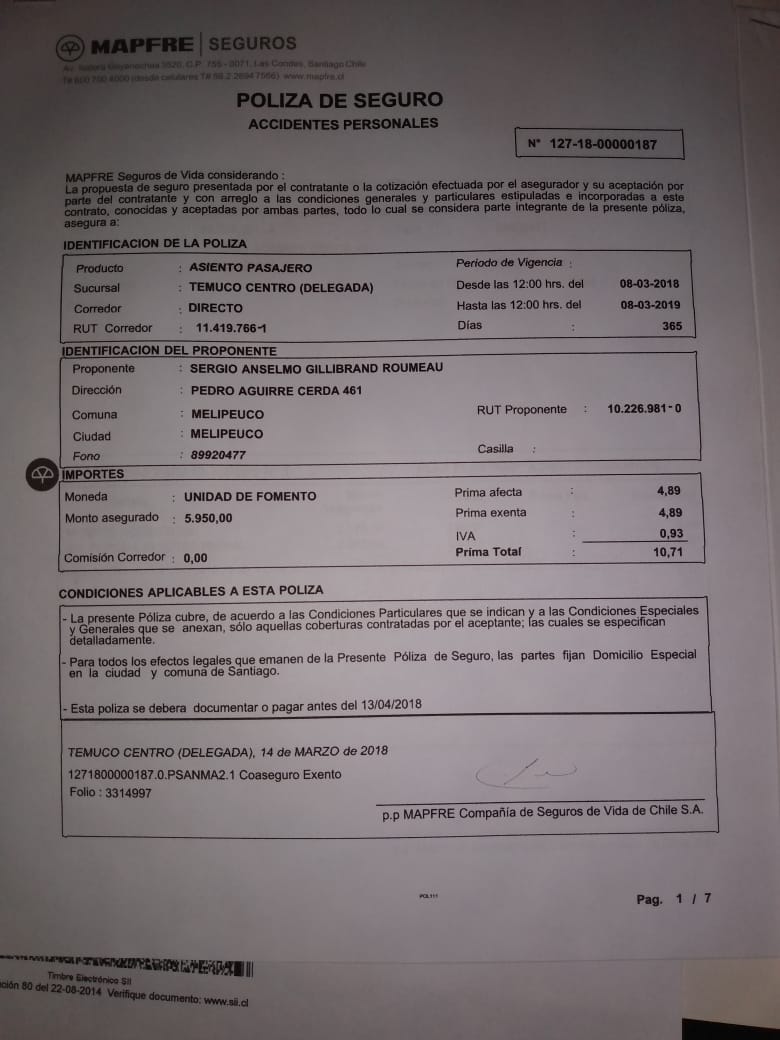 MAPFRE | SEGUROS
Av. Isidora Goyenechea 3520, C.P. 755 - 0071, Las Condes, Santiago Chile
Tlf 600 700 4000 (desde celulares Tlf 56 2 2694 7566) www.mapfre.cl
POLIZA DE SEGURO
ACCIDENTES PERSONALES
N° 127-18-00000187
MAPFRE Seguros de Vida considerando :
La propuesta de seguro presentada por el contratante o la cotización efectuada por el asegurador y su aceptación por
parte del contratante y con arreglo a las condiciones generales y particulares estipuladas e incorporadas a este
contrato, conocidas y aceptadas por ambas partes, todo lo cual se considera parte integrante de la presente póliza,
asegura a:
IDENTIFICACION DE LA POLIZA
Producto : ASIENTO PASAJERO Periodo de Vigencia :
Sucursal : TEMUCO CENTRO (DELEGADA) Desde las 12:00 hrs. del 08-03-2018
Corredor : DIRECTO Hasta las 12:00 hrs. del 08-03-2019
RUT Corredor : 11.419.766-1 Días : 365
IDENTIFICACION DEL PROPONENTE
Proponente : SERGIO ANSELMO GILLIBRAND ROUMEAU
Dirección : PEDRO AGUIRRE CERDA 461
Comuna : MELIPEUCO RUT Proponente : 10.226.981-0
Ciudad : MELIPEUCO
Fono : 89920477 Casilla :
IMPORTES
Moneda : UNIDAD DE FOMENTO Prima afecta : 4,89
Monto asegurado : 5.950,00 Prima exenta : 4,89
IVA : 0,93
Comisión Corredor : 0,00 Prima Total : 10,71
CONDICIONES APLICABLES A ESTA POLIZA
- La presente Póliza cubre, de acuerdo a las Condiciones Particulares que se indican y a las Condiciones Especiales
y Generales que se anexan, sólo aquellas coberturas contratadas por el aceptante; las cuales se especifican
detalladamente.
- Para todos los efectos legales que emanen de la Presente Póliza de Seguro, las partes fijan Domicilio Especial
en la ciudad y comuna de Santiago.
- Esta poliza se debera documentar o pagar antes del 13/04/2018
TEMUCO CENTRO (DELEGADA), 14 de MARZO de 2018
1271800000187.0.PSANMA2.1 Coaseguro Exento
Folio : 3314997
p.p MAPFRE Compañía de Seguros de Vida de Chile S.A.
POL111
Pag. 1 / 7
Timbre Electrónico SII
ción 80 del 22-08-2014 Verifique documento: www.sii.cl